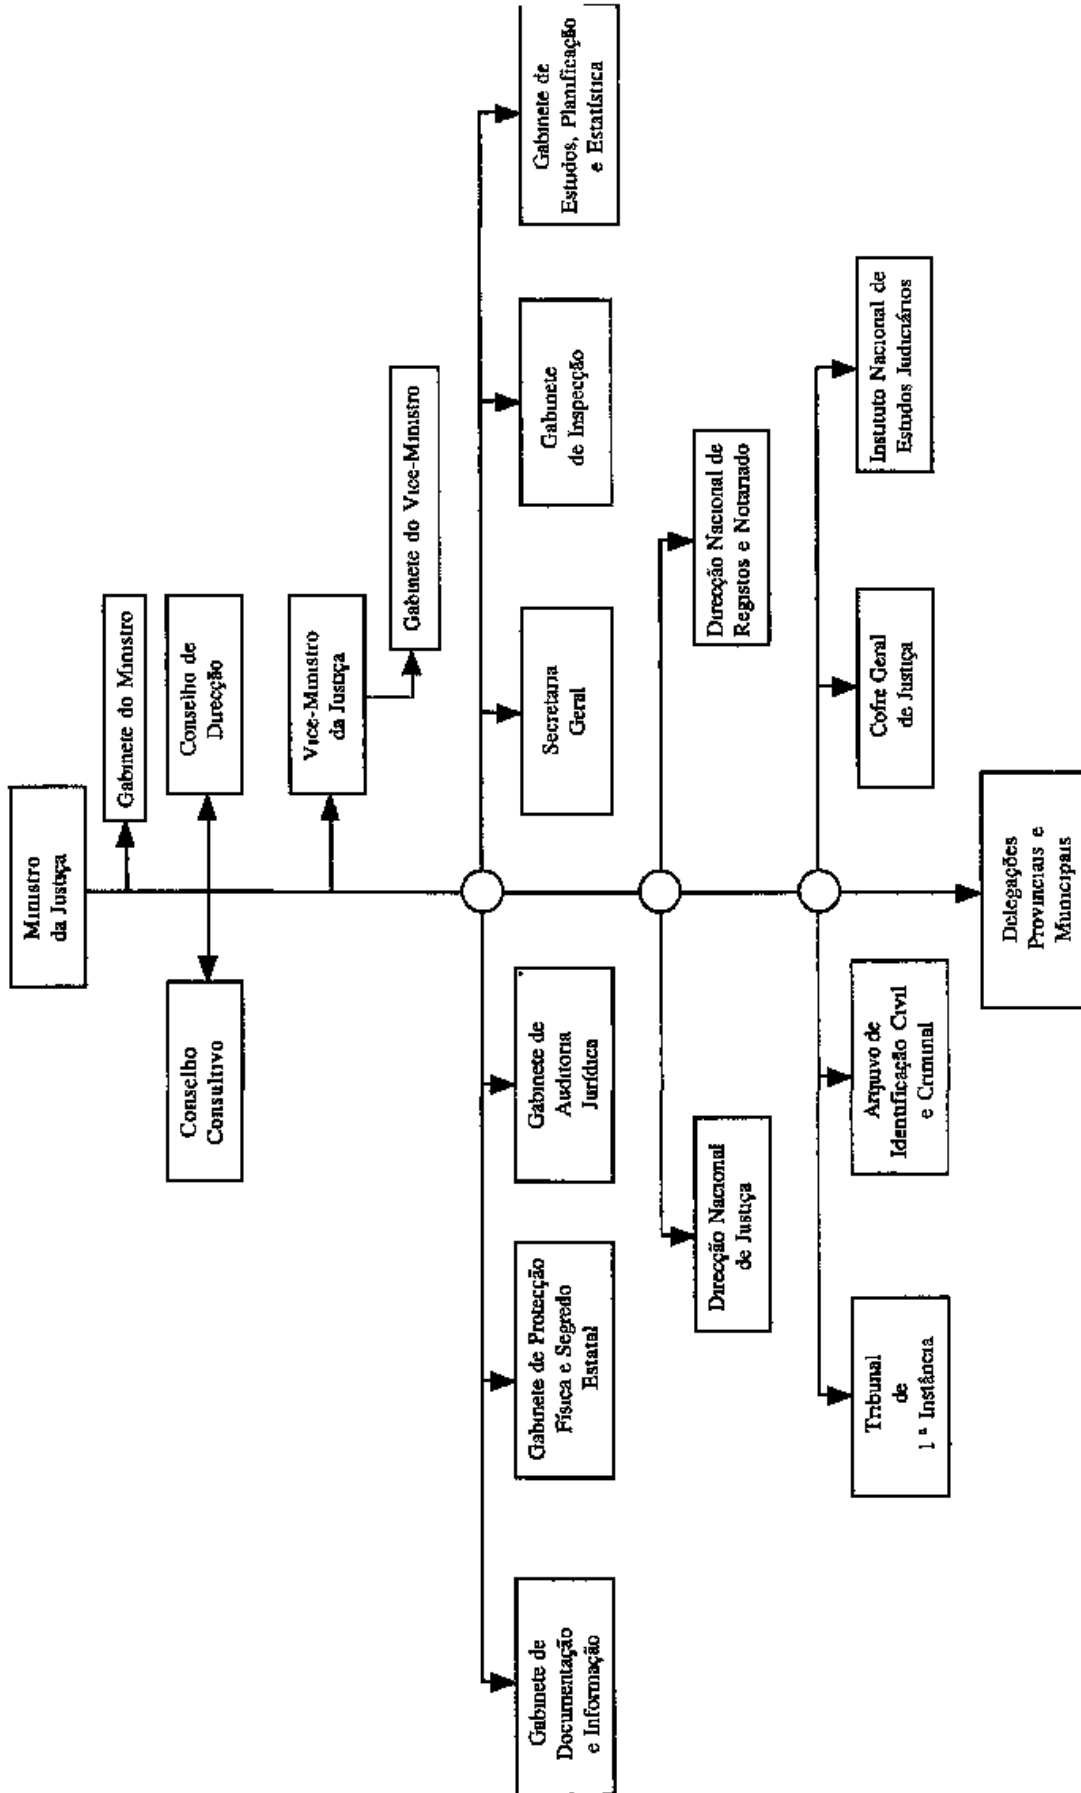 Ministro
da Justiça
Gabinete do Ministro
Conselho
Consultivo
Conselho de
Direcção
Vice-Ministro
da Justiça
Gabinete do Vice-Ministro
Gabinete de
Documentação
e Informação
Gabinete de Protecção
Física e Segredo
Estatal
Gabinete de
Auditoria
Jurídica
Secretaria
Geral
Gabinete
de Inspecção
Gabinete de
Estudos, Planificação
e Estatística
Direcção Nacional
de Justiça
Direcção Nacional de
Registos e Notariado
Tribunal
de
1ª Instância
Arquivo de
Identificação Civil
e Criminal
Cofre Geral
de Justiça
Instituto Nacional de
Estudos Judiciários
Delegações
Provinciais e
Municipais